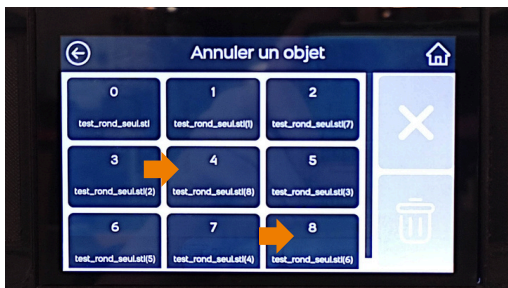 Annuler un objet
0
test_rond_seul.stl
1
test_rond_seul.stl(1)
2
test_rond_seul.stl(7)
3
test_rond_seul.stl(2)
4
test_rond_seul.stl(8)
5
test_rond_seul.stl(3)
6
test_rond_seul.stl(5)
7
test_rond_seul.stl(4)
8
test_rond_seul.stl(6)